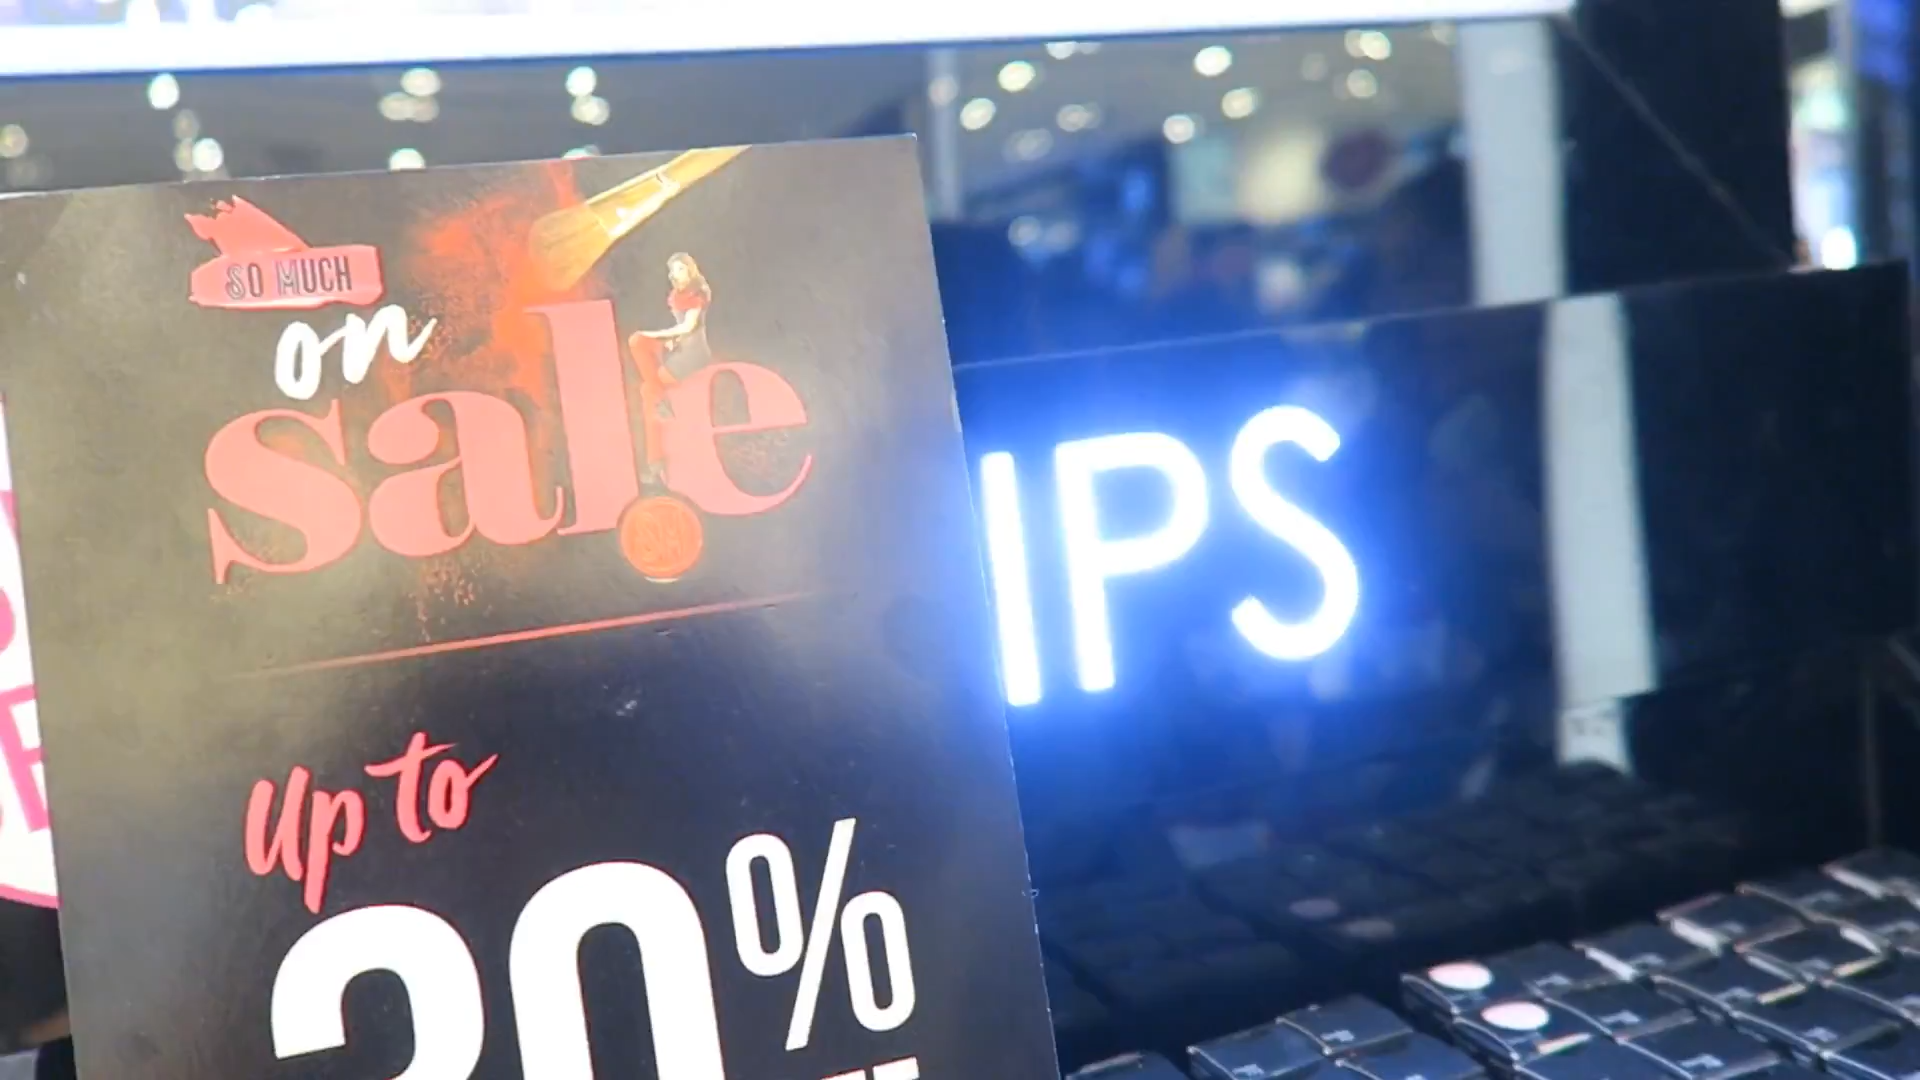 SO MUCH
on
sale
Up to
%
IPS